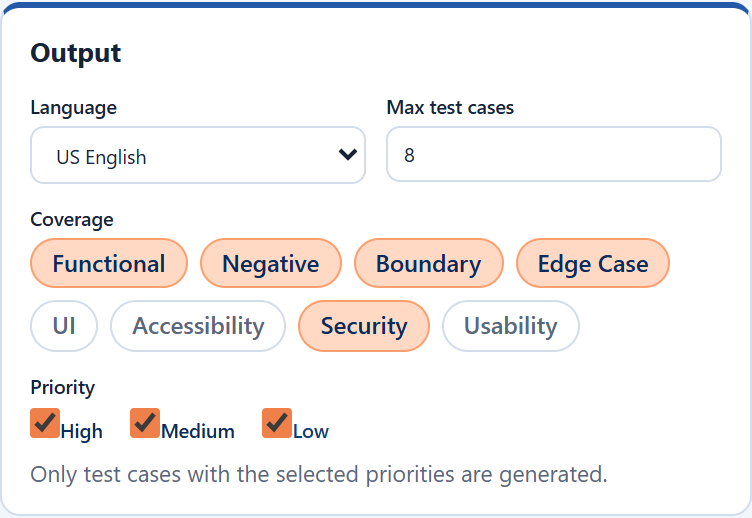 Output
Language
Max test cases
US English
8
Coverage
Functional Negative Boundary Edge Case
UI Accessibility Security Usability
Priority
High Medium Low
Only test cases with the selected priorities are generated.